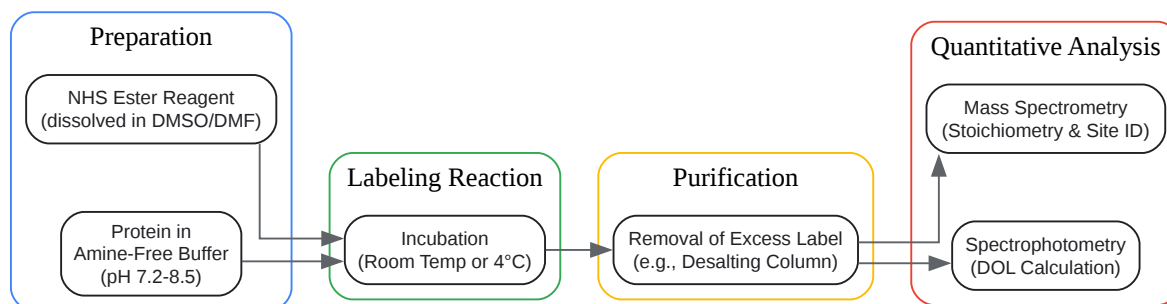 Preparation
NHS Ester Reagent
(dissolved in DMSO/DMF)
Protein in
Amine-Free Buffer
(pH 7.2-8.5)
Labeling Reaction
Incubation
(Room Temp or 4°C)
Purification
Removal of Excess Label
(e.g., Desalting Column)
Quantitative Analysis
Mass Spectrometry
(Stoichiometry & Site ID)
Spectrophotometry
(DOL Calculation)